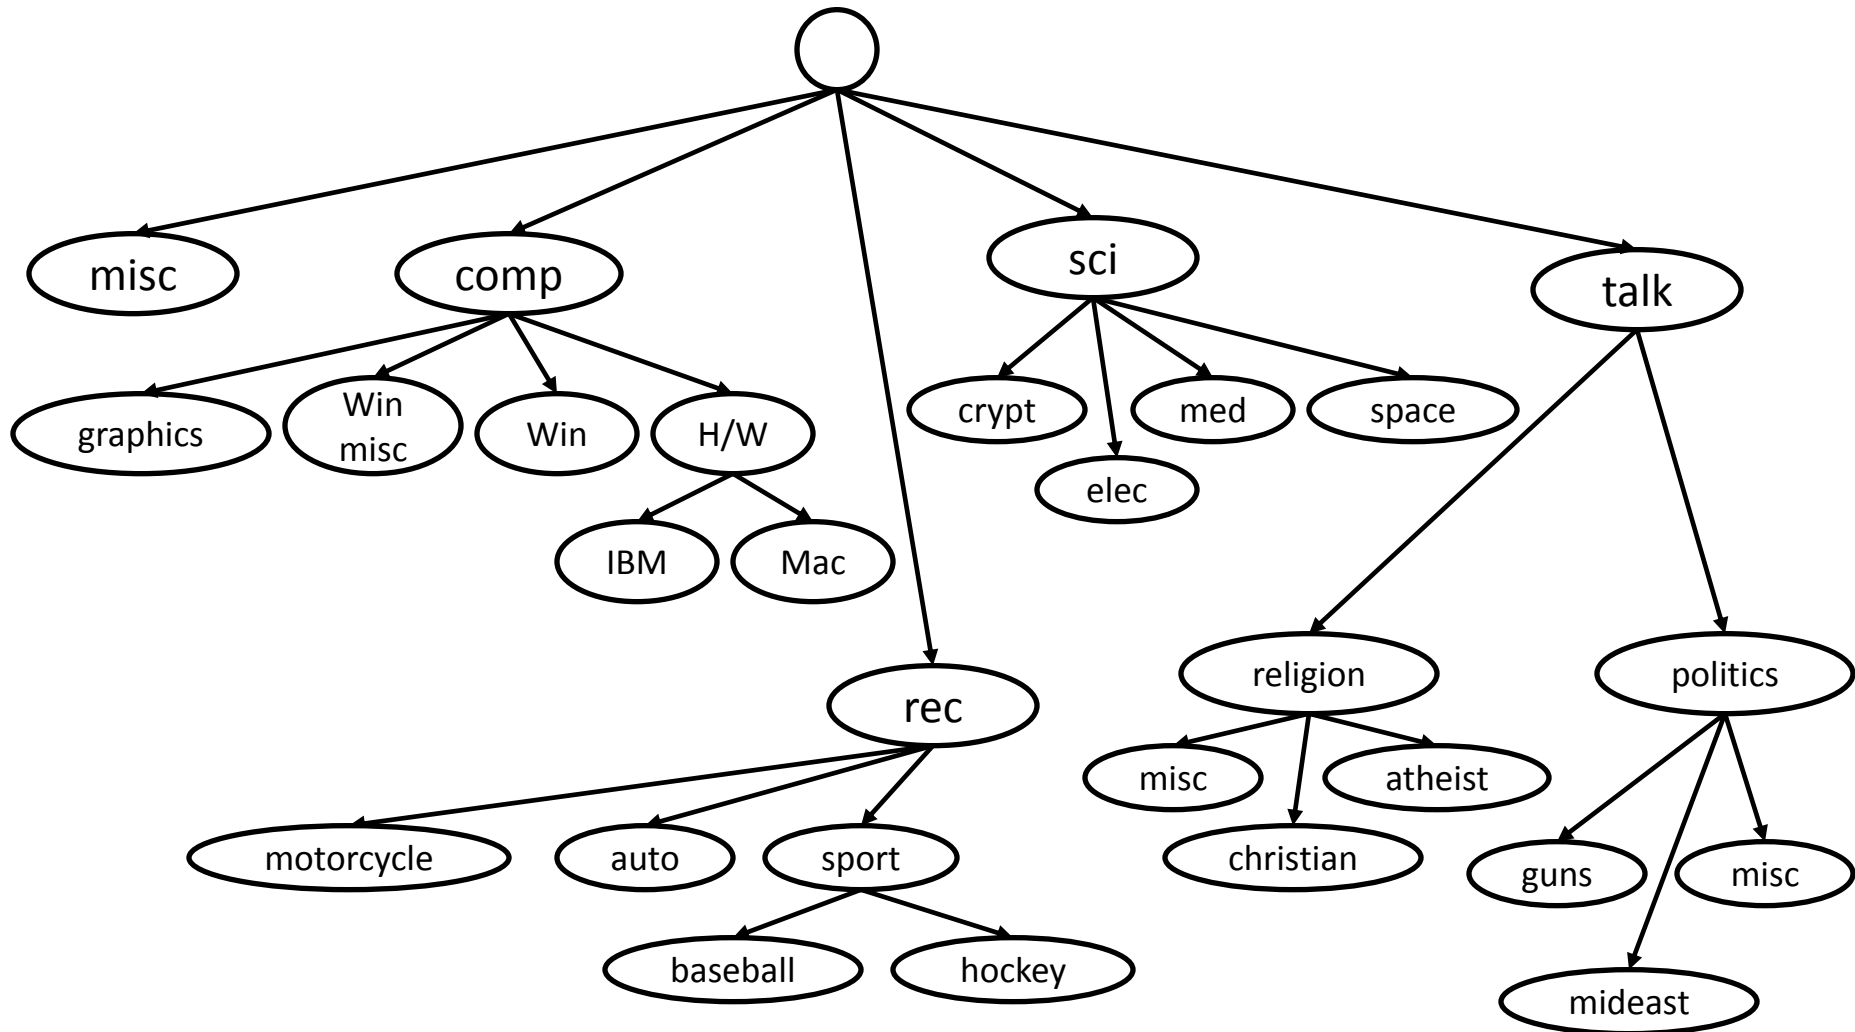 misc
comp
sci
talk
graphics
Win
misc
Win
H/W
crypt
med
space
elec
IBM
Mac
rec
religion
politics
misc
atheist
christian
motorcycle
auto
sport
guns
misc
baseball
hockey
mideast